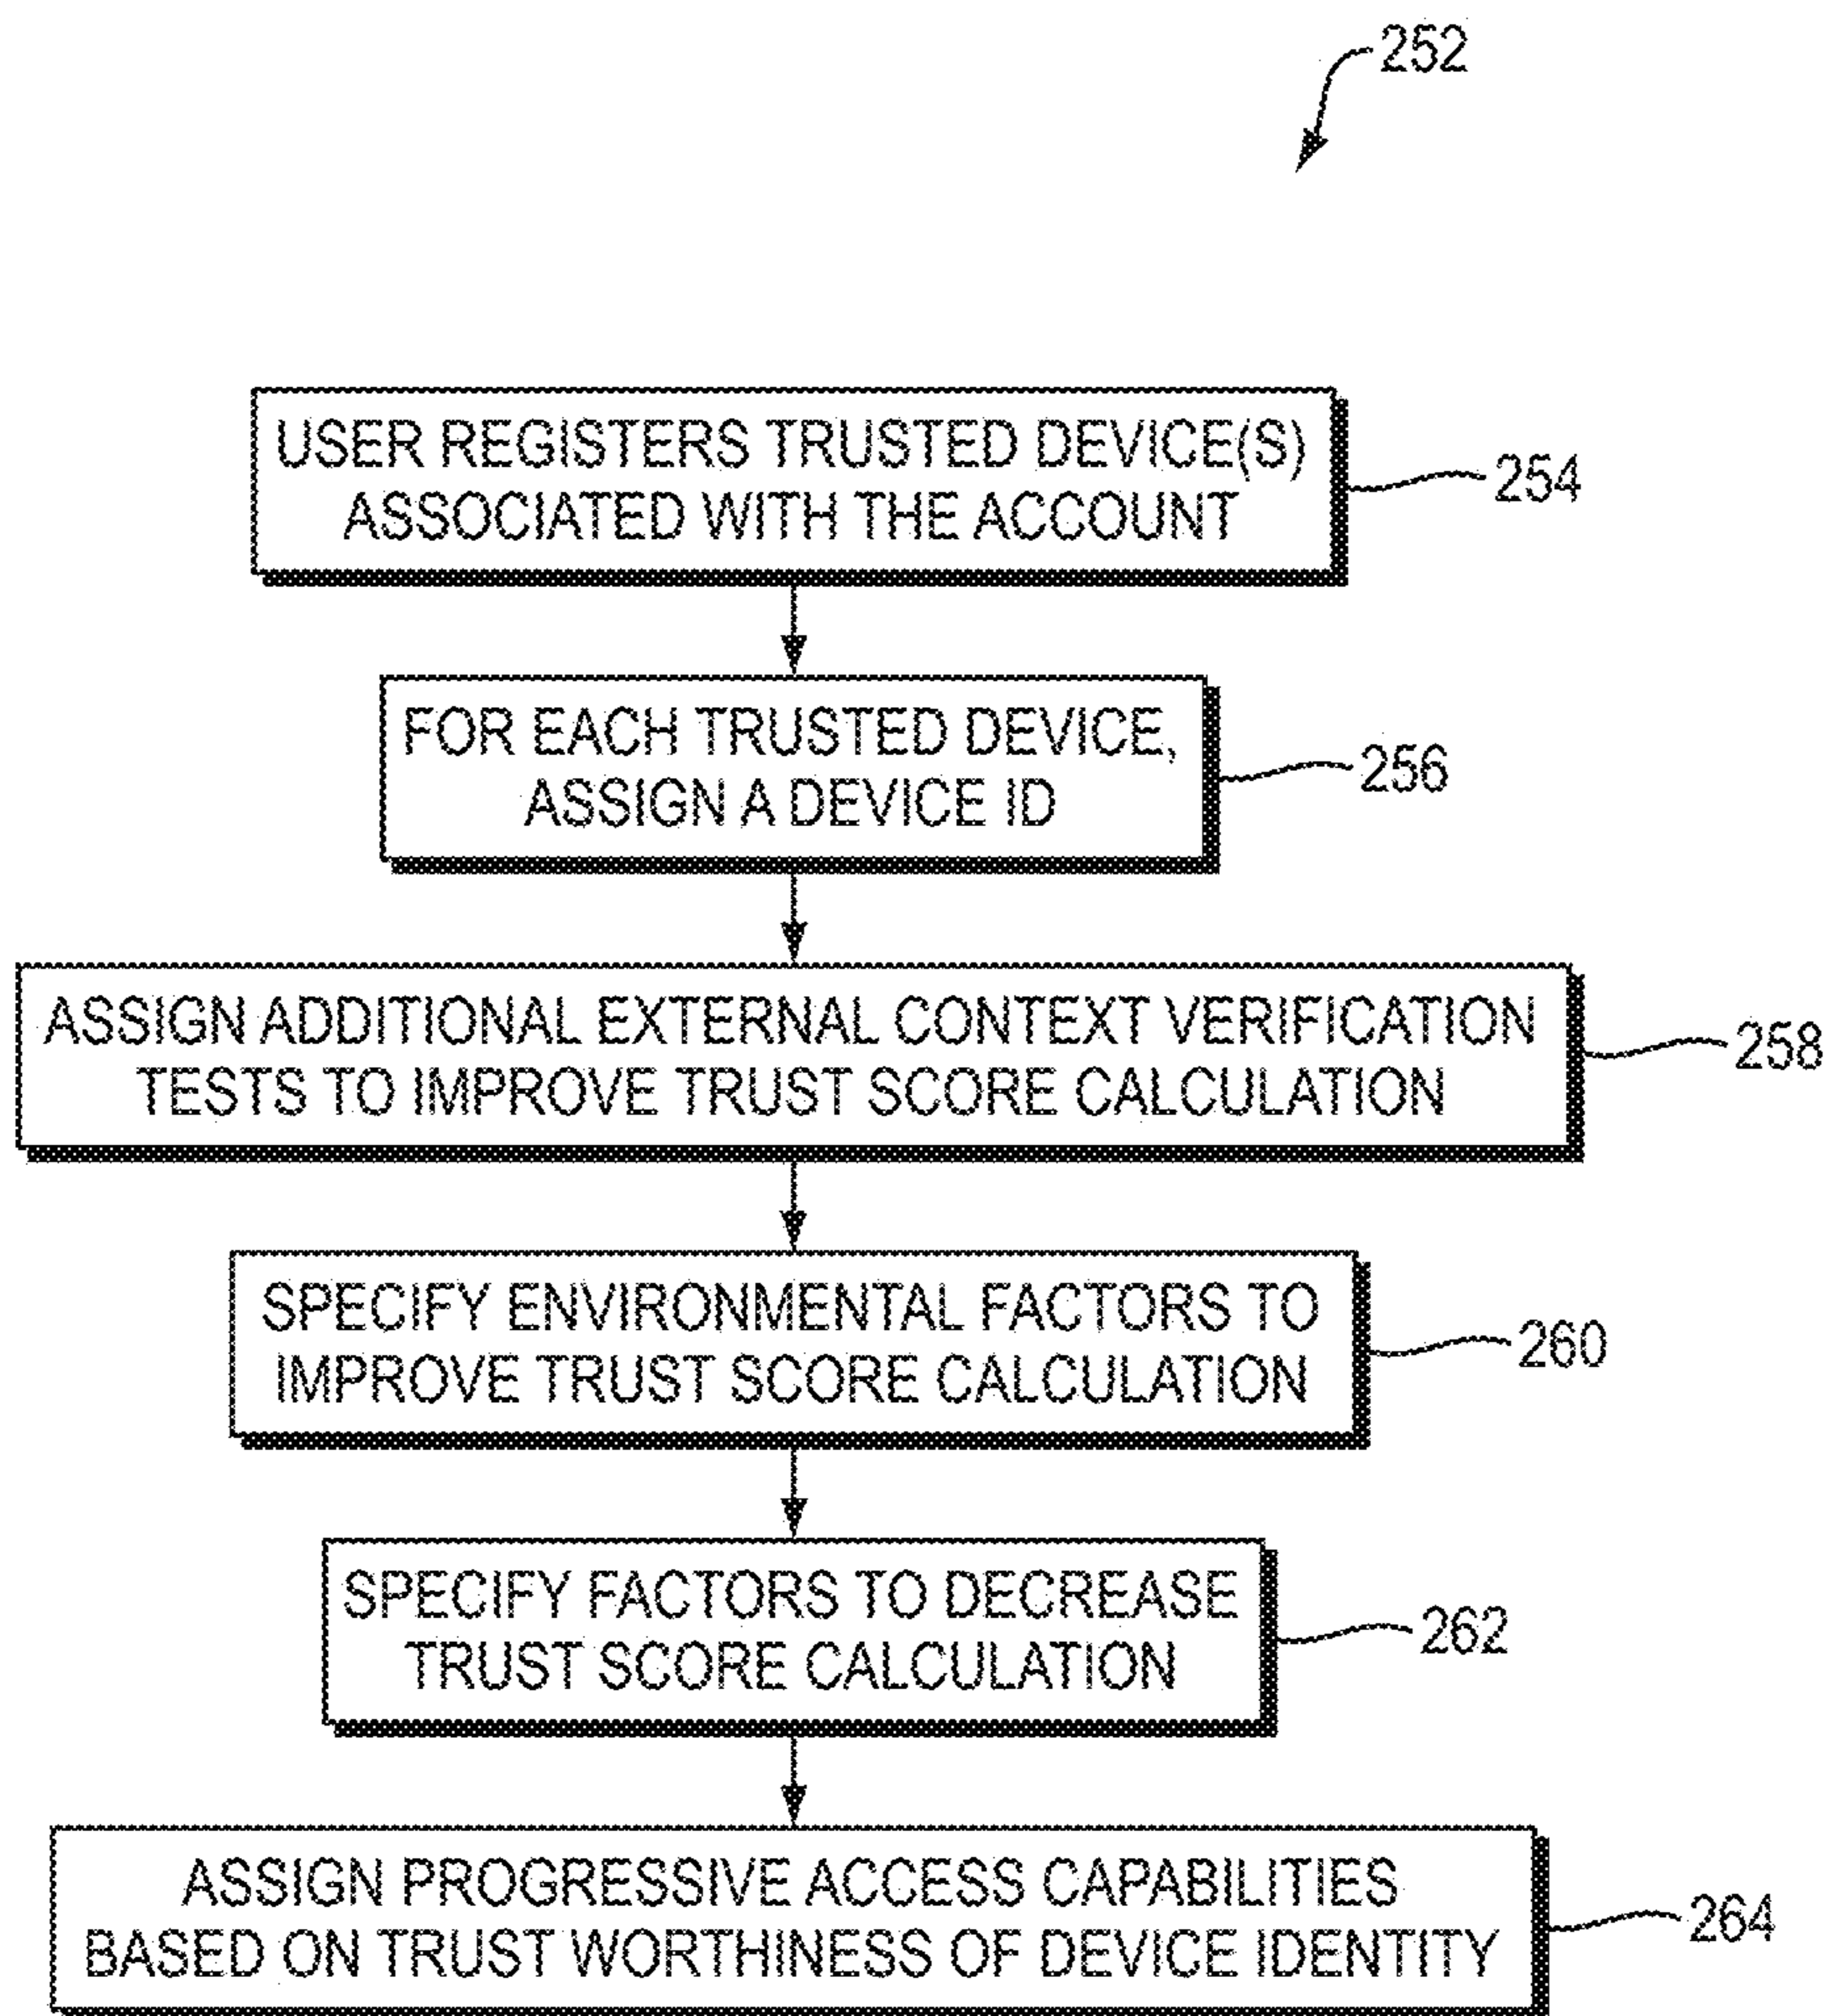 252
USER REGISTERS TRUSTED DEVICE(S)
ASSOCIATED WITH THE ACCOUNT
254
FOR EACH TRUSTED DEVICE,
ASSIGN A DEVICE ID
256
ASSIGN ADDITIONAL EXTERNAL CONTEXT VERIFICATION
TESTS TO IMPROVE TRUST SCORE CALCULATION
258
SPECIFY ENVIRONMENTAL FACTORS TO
IMPROVE TRUST SCORE CALCULATION
260
SPECIFY FACTORS TO DECREASE
TRUST SCORE CALCULATION
262
ASSIGN PROGRESSIVE ACCESS CAPABILITIES
BASED ON TRUST WORTHINESS OF DEVICE IDENTITY
264